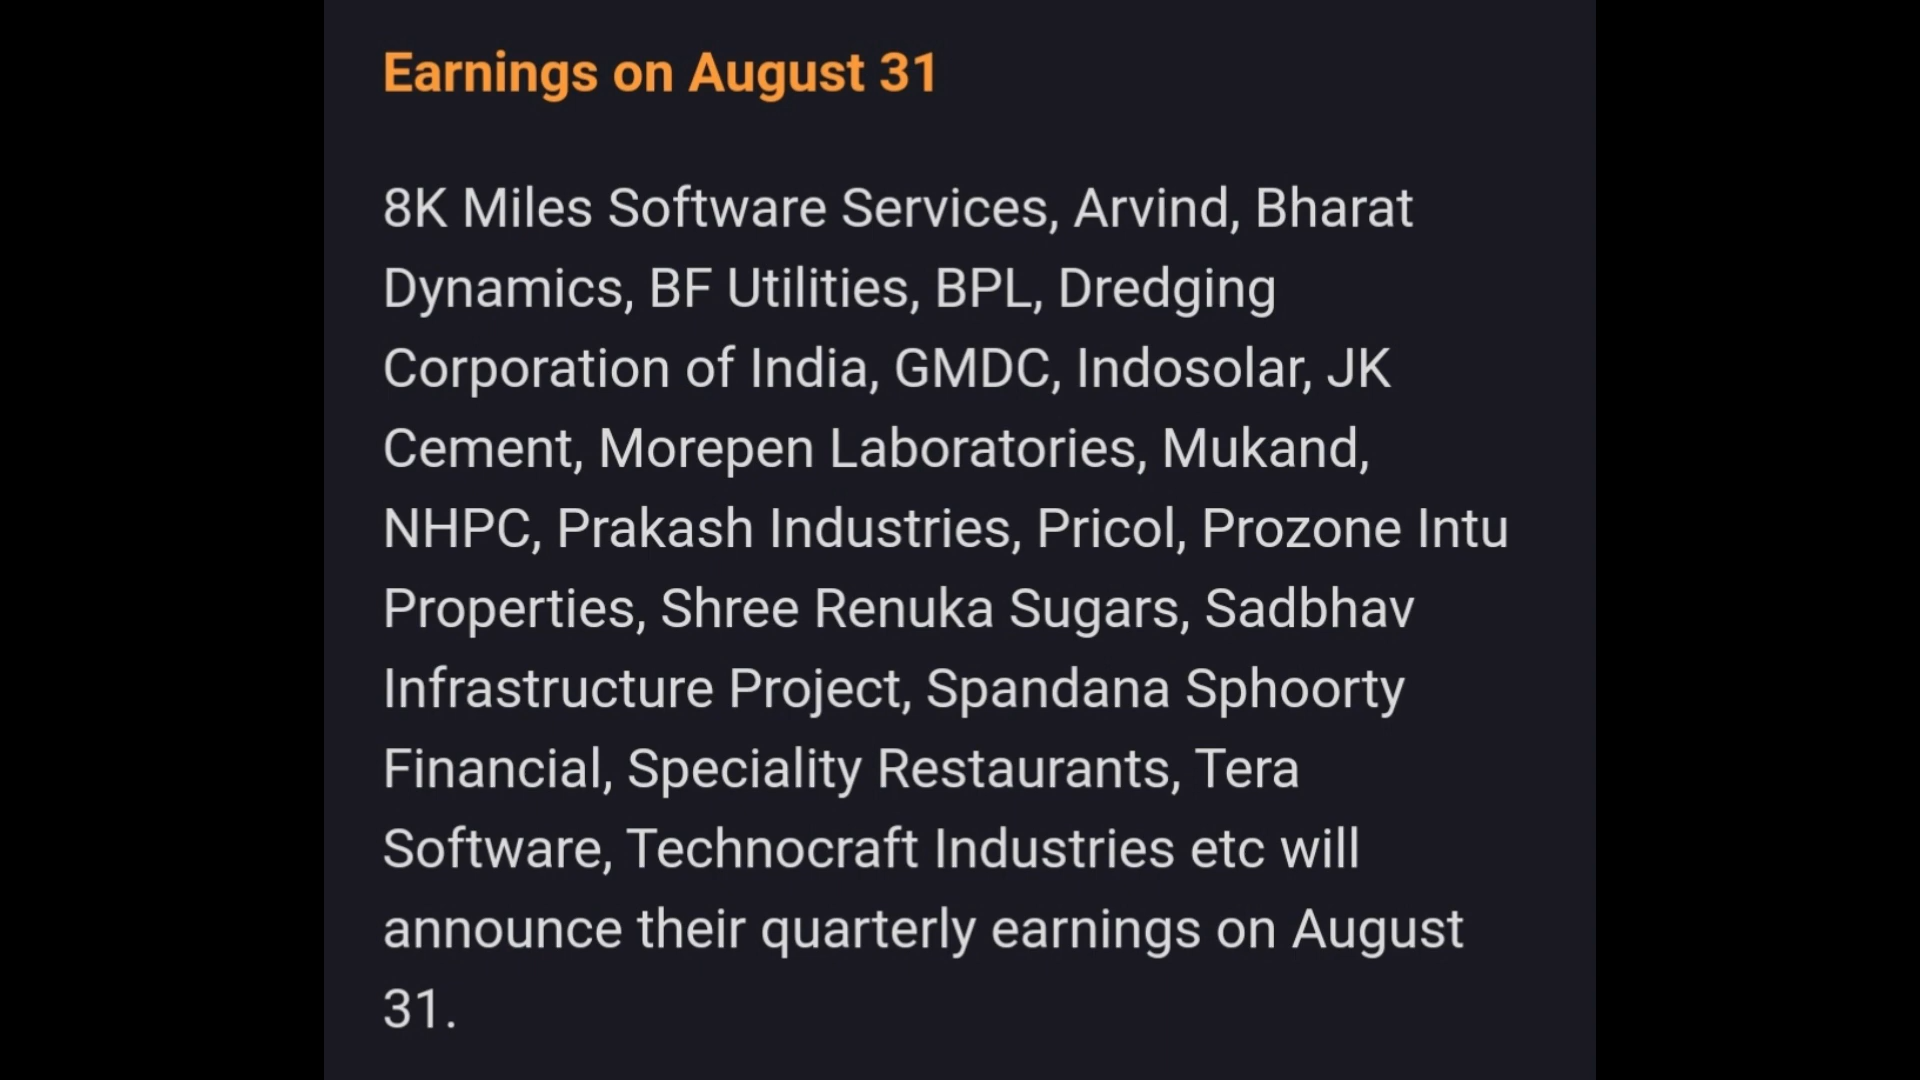 Earnings on August 31
8K Miles Software Services, Arvind, Bharat
Dynamics, BF Utilities, BPL, Dredging
Corporation of India, GMDC, Indosolar, JK
Cement, Morepen Laboratories, Mukand,
NHPC, Prakash Industries, Pricol, Prozone Intu
Properties, Shree Renuka Sugars, Sadbhav
Infrastructure Project, Spandana Sphoorty
Financial, Speciality Restaurants, Tera
Software, Technocraft Industries etc will
announce their quarterly earnings on August
31.